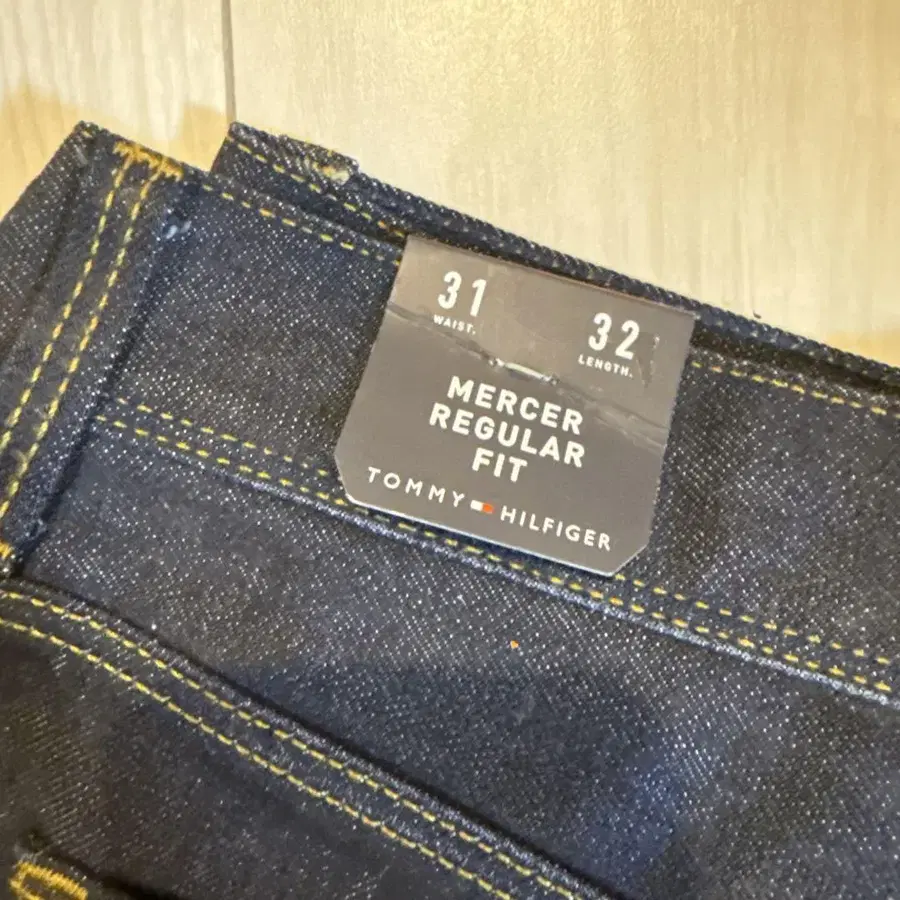 31
WAIST.
32
LENGTH.
MERCER
REGULAR
FIT
TOMMY HILFIGER